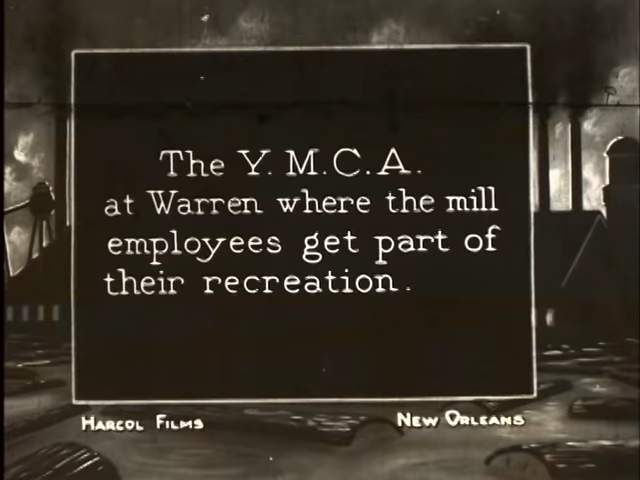 The Y. M. C. A.
at Warren where the mill
employees get part of
their recreation.
HARCOL FILMS
NEW ORLEANS